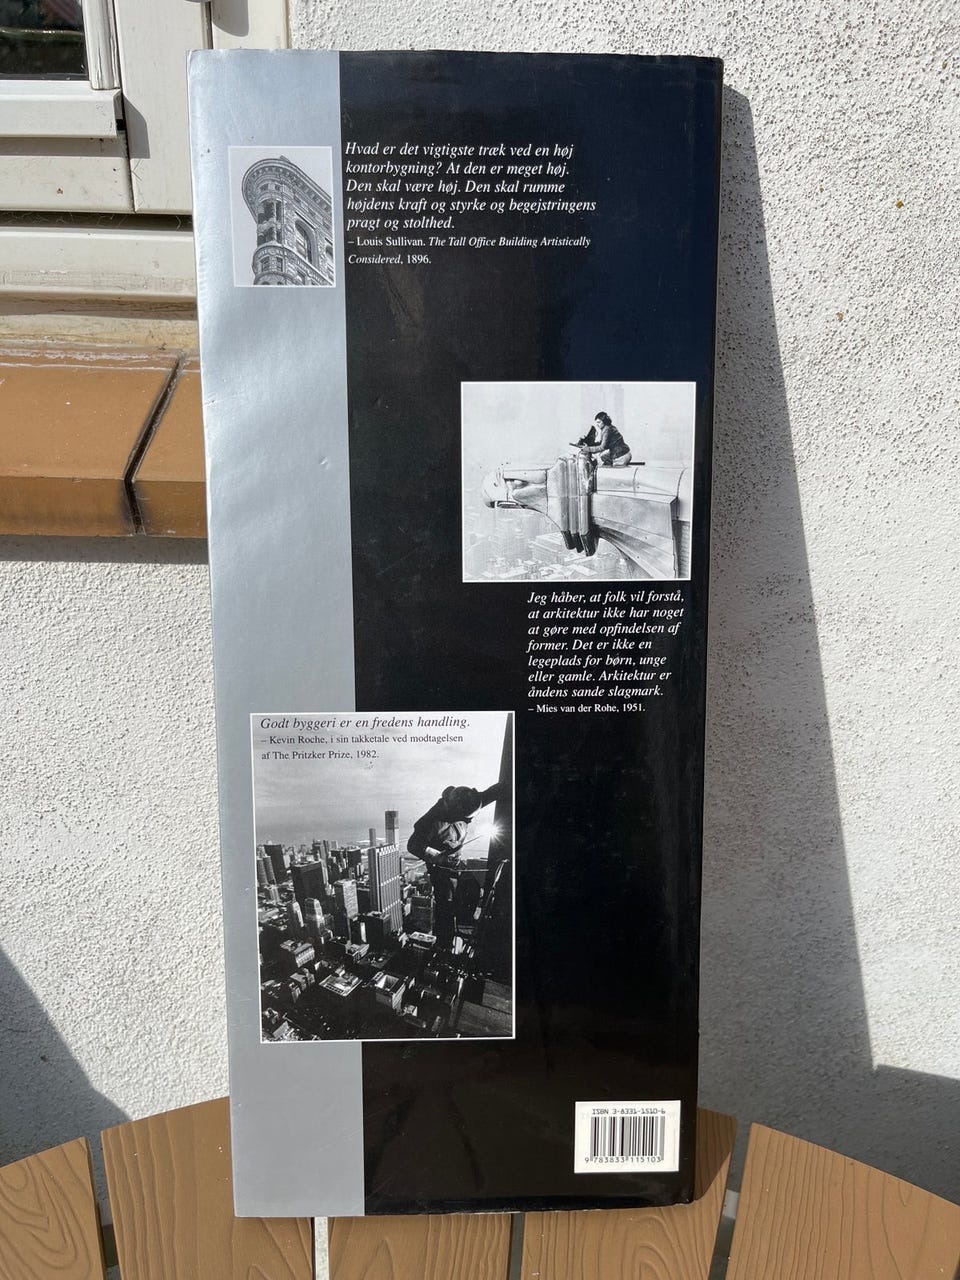 Hvad er det vigtigste træk ved en høj
kontorbygning? At den er meget høj.
Den skal være høj. Den skal rumme
højdens kraft og styrke og begejstringens
pragt og stolthed.
– Louis Sullivan. The Tall Office Building Artistically
Considered, 1896.
Jeg håber, at folk vil forstå,
at arkitektur ikke har noget
at gøre med opfindelsen af
former. Det er ikke en
legeplads for børn, unge
eller gamle. Arkitektur er
åndens sande slagmark.
– Mies van der Rohe, 1951.
Godt byggeri er en fredens handling.
– Kevin Roche, i sin takketale ved modtagelsen
af The Pritzker Prize, 1982.
ISBN 3-8331-1510-6
9 783833 115103